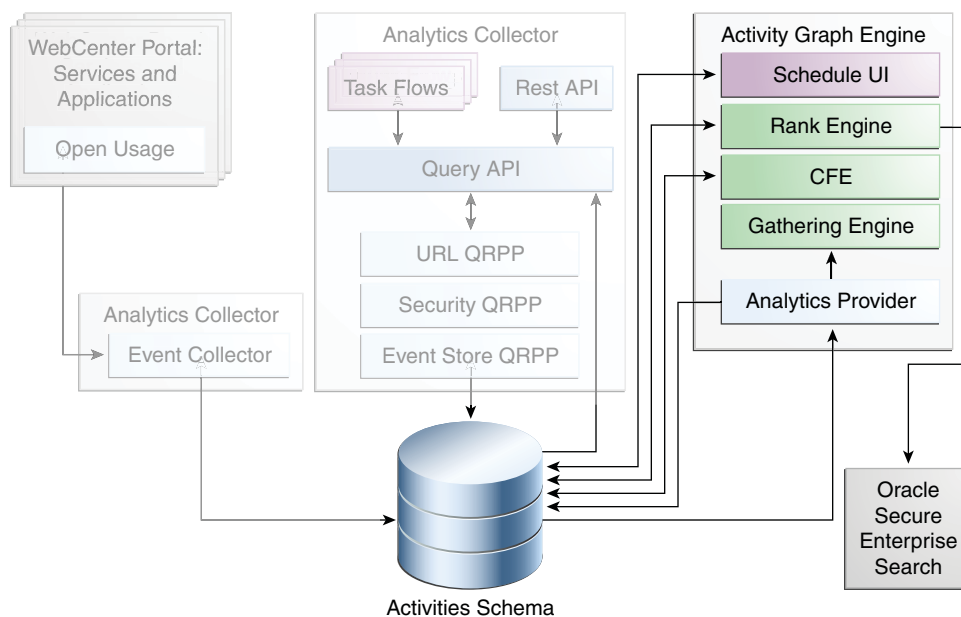 WebCenter Portal:
Services and
Applications
Open Usage
Analytics Collector
Event Collector
Analytics Collector
Task Flows
Rest API
Query API
URL QRPP
Security QRPP
Event Store QRPP
Activity Graph Engine
Schedule UI
Rank Engine
CFE
Gathering Engine
Analytics Provider
Oracle
Secure
Enterprise
Search
Activities Schema